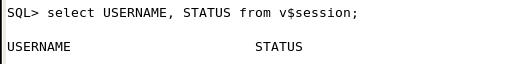 SQL> select USERNAME, STATUS from v$session;
USERNAME STATUS